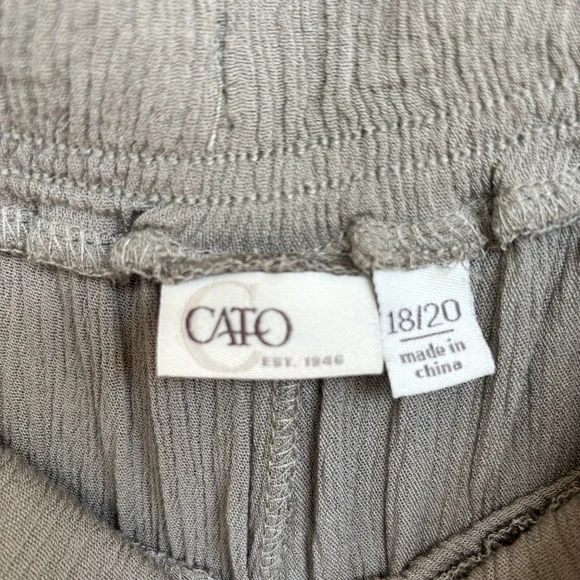 CATO
EST. 1946
18/20
made in
china